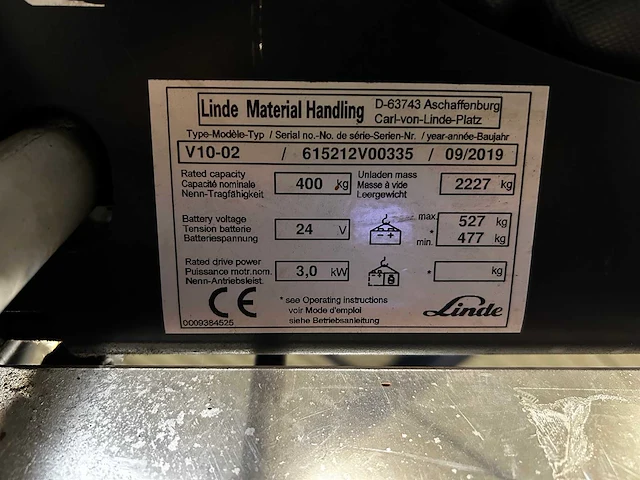 Linde Material Handling D-63743 Aschaffenburg
Carl-von-Linde-Platz
Type-Modèle-Typ / Serial no.-No. de série-Serien-Nr. / year-année-Baujahr
V10-02 / 615212V00335 / 09/2019
Rated capacity
Capacité nominale
Nenn-Tragfähigkeit
400 kg
Unladen mass
Masse à vide
Leergewicht
2227 kg
Battery voltage
Tension batterie
Batteriespannung
24 V
- +
max. 527 kg
*
min. 477 kg
Rated drive power
Puissance motr.nom.
Nenn-Antriebsleist.
3,0 kW
* kg
CE
* see Operating instructions
voir Mode d'emploi
siehe Betriebsanleitung
Linde
0009384525